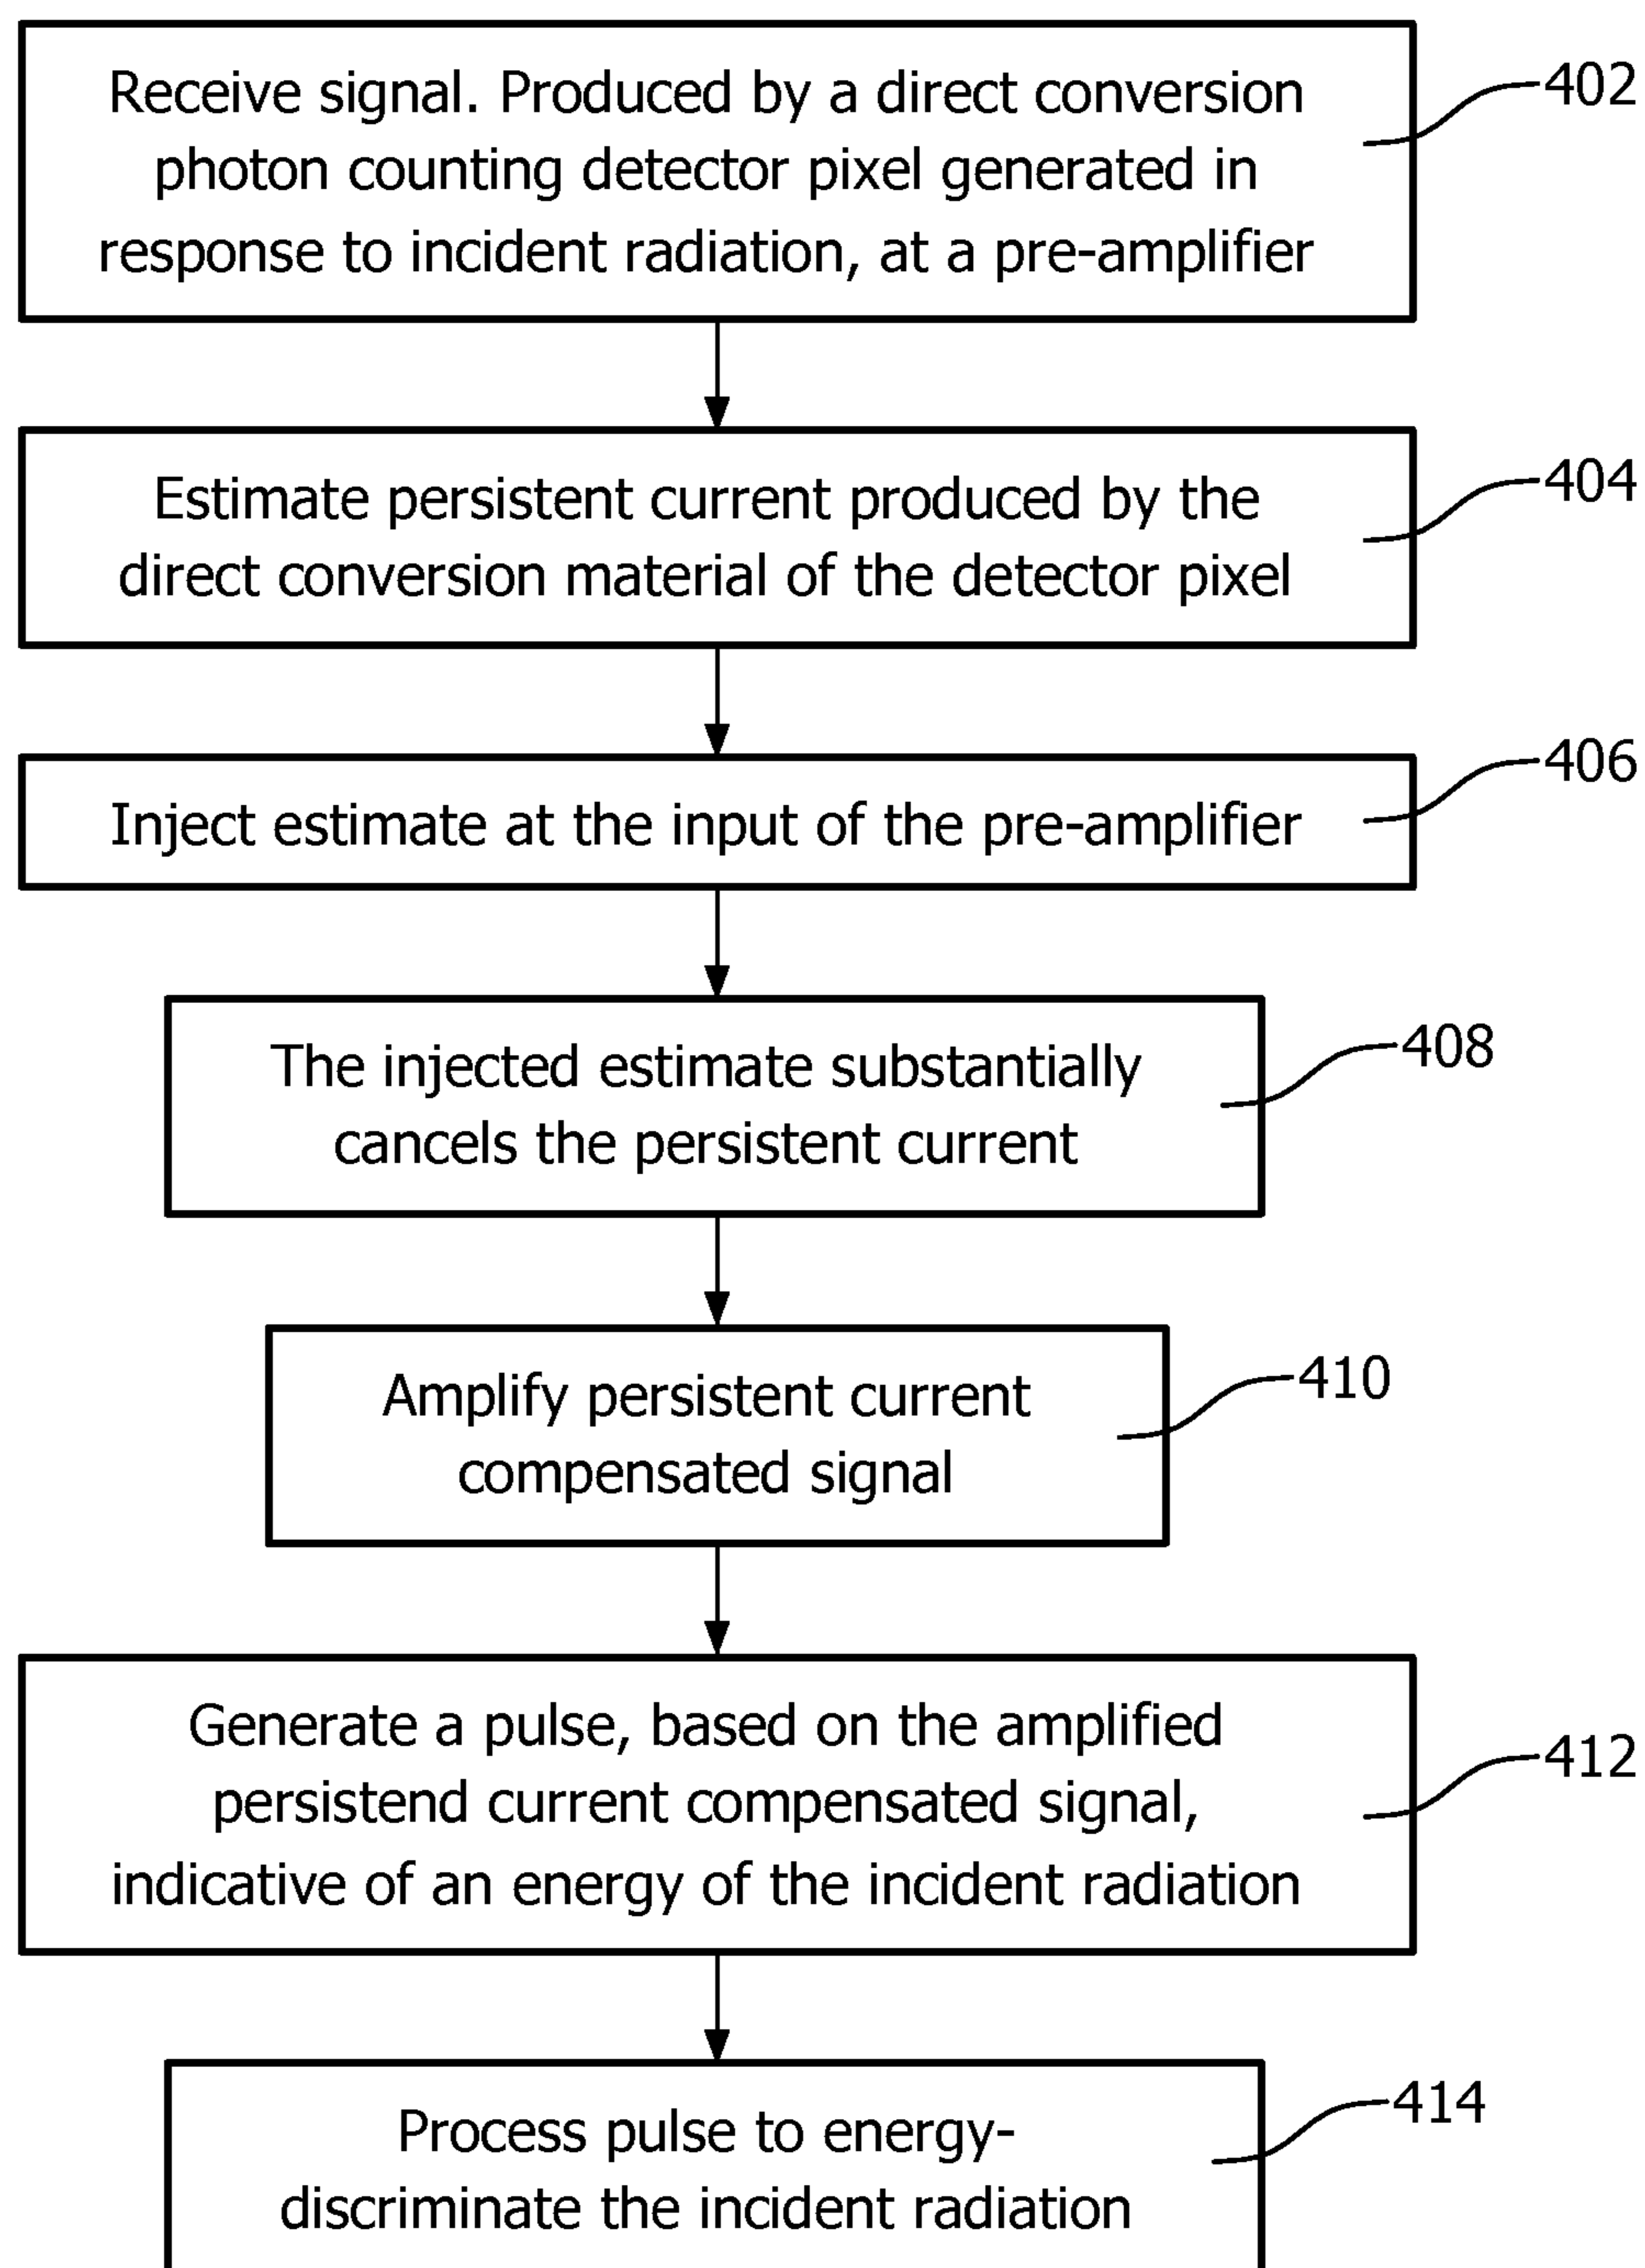 Receive signal. Produced by a direct conversion
photon counting detector pixel generated in
response to incident radiation, at a pre-amplifier
402
Estimate persistent current produced by the
direct conversion material of the detector pixel
404
Inject estimate at the input of the pre-amplifier
406
The injected estimate substantially
cancels the persistent current
408
Amplify persistent current
compensated signal
410
Generate a pulse, based on the amplified
persistend current compensated signal,
indicative of an energy of the incident radiation
412
Process pulse to energy-
discriminate the incident radiation
414